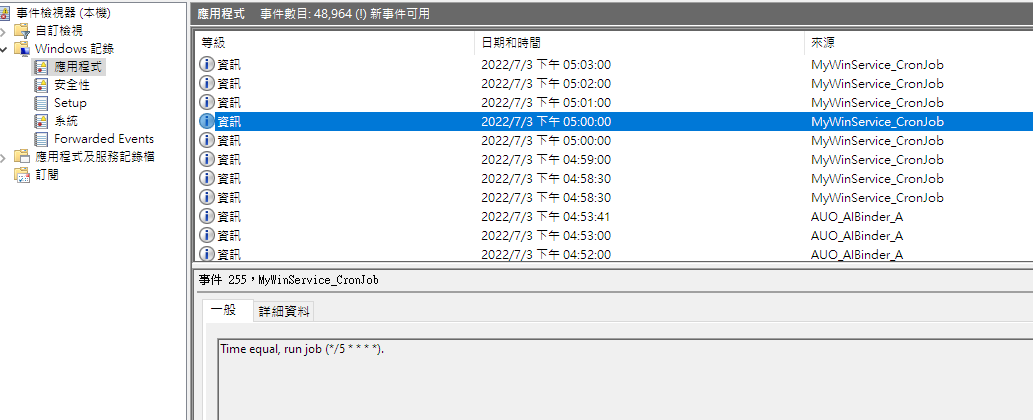 事件檢視器 (本機)
自訂檢視
Windows 記錄
應用程式
安全性
Setup
系統
Forwarded Events
應用程式及服務記錄檔
訂閱
應用程式 事件數目: 48,964 (!) 新事件可用
等級 日期和時間 來源
資訊 2022/7/3 下午 05:03:00 MyWinService_CronJob
資訊 2022/7/3 下午 05:02:00 MyWinService_CronJob
資訊 2022/7/3 下午 05:01:00 MyWinService_CronJob
資訊 2022/7/3 下午 05:00:00 MyWinService_CronJob
資訊 2022/7/3 下午 05:00:00 MyWinService_CronJob
資訊 2022/7/3 下午 04:59:00 MyWinService_CronJob
資訊 2022/7/3 下午 04:58:30 MyWinService_CronJob
資訊 2022/7/3 下午 04:58:30 MyWinService_CronJob
資訊 2022/7/3 下午 04:53:41 AUO_AIBinder_A
資訊 2022/7/3 下午 04:53:00 AUO_AIBinder_A
資訊 2022/7/3 下午 04:52:00 AUO_AIBinder_A
事件 255，MyWinService_CronJob
一般 詳細資料
Time equal, run job (*/5 * * * *).